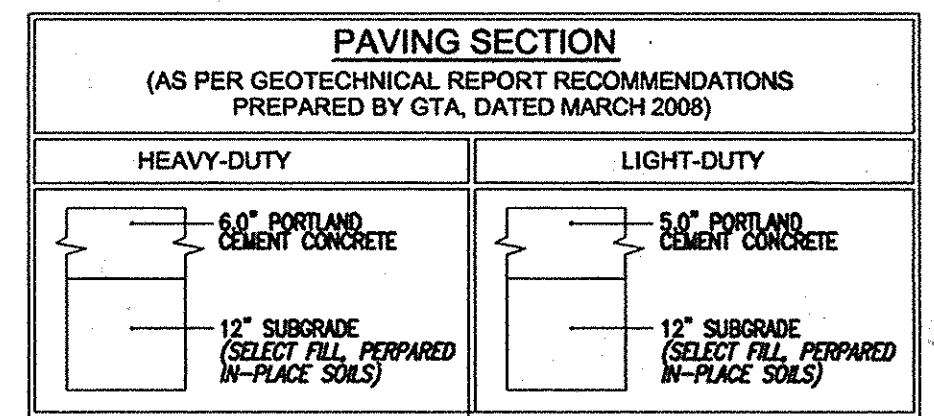 PAVING SECTION
(AS PER GEOTECHNICAL REPORT RECOMMENDATIONS
PREPARED BY GTA, DATED MARCH 2008)
HEAVY-DUTY
LIGHT-DUTY
6.0" PORTLAND
CEMENT CONCRETE
12" SUBGRADE
(SELECT FILL, PERPARED
IN-PLACE SOILS)
5.0" PORTLAND
CEMENT CONCRETE
12" SUBGRADE
(SELECT FILL, PERPARED
IN-PLACE SOILS)